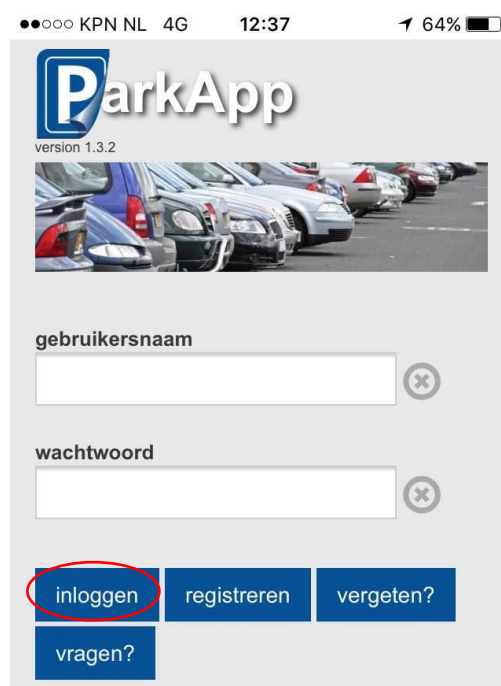 ●●○○○ KPN NL 4G 12:37 64%
ParkApp
version 1.3.2
gebruikersnaam
wachtwoord
inloggen registreren vergeten?
vragen?